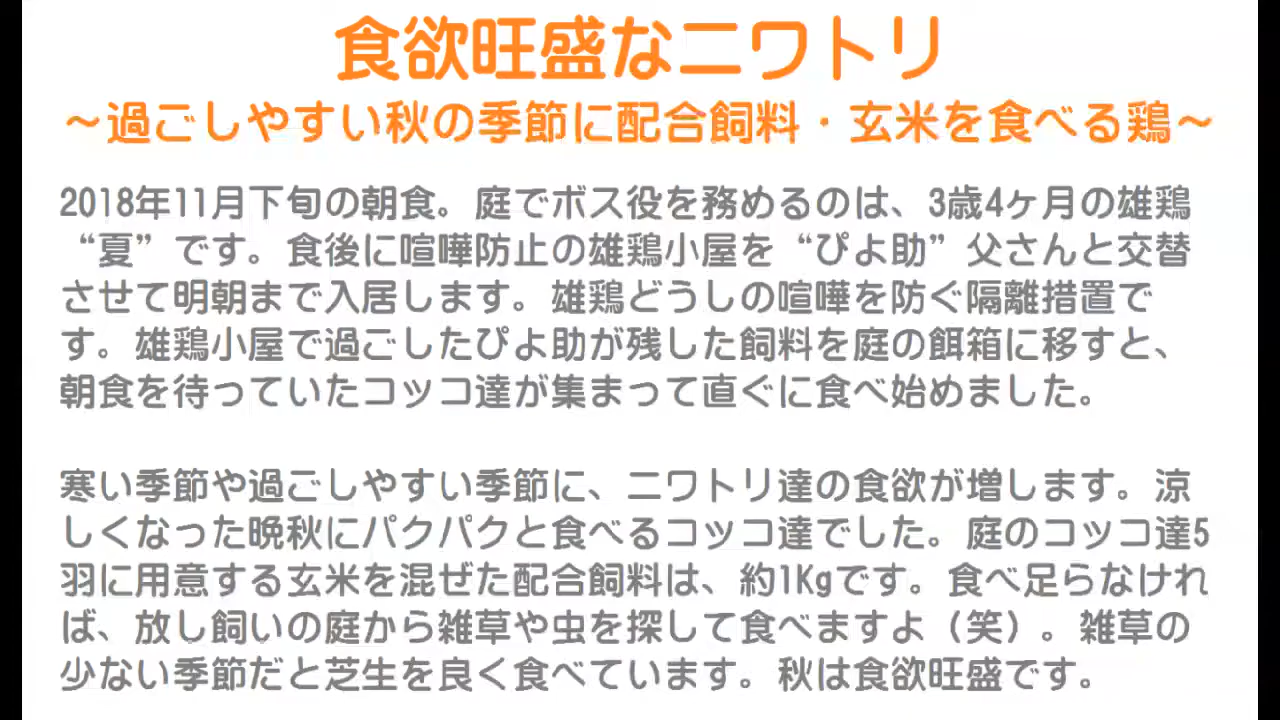 食欲旺盛なニワトリ
～過ごしやすい秋の季節に配合飼料・玄米を食べる鶏～
2018年11月下旬の朝食。庭でボス役を務めるのは、3歳4ヶ月の雄鶏
“夏”です。食後に喧嘩防止の雄鶏小屋を“ぴよ助”父さんと交替
させて明朝まで入居します。雄鶏どうしの喧嘩を防ぐ隔離措置で
す。雄鶏小屋で過ごしたぴよ助が残した飼料を庭の餌箱に移すと、
朝食を待っていたコッコ達が集まって直ぐに食べ始めました。
寒い季節や過ごしやすい季節に、ニワトリ達の食欲が増します。涼
しくなった晩秋にパクパクと食べるコッコ達でした。庭のコッコ達5
羽に用意する玄米を混ぜた配合飼料は、約1Kgです。食べ足らなけれ
ば、放し飼いの庭から雑草や虫を探して食べますよ（笑）。雑草の
少ない季節だと芝生を良く食べています。秋は食欲旺盛です。